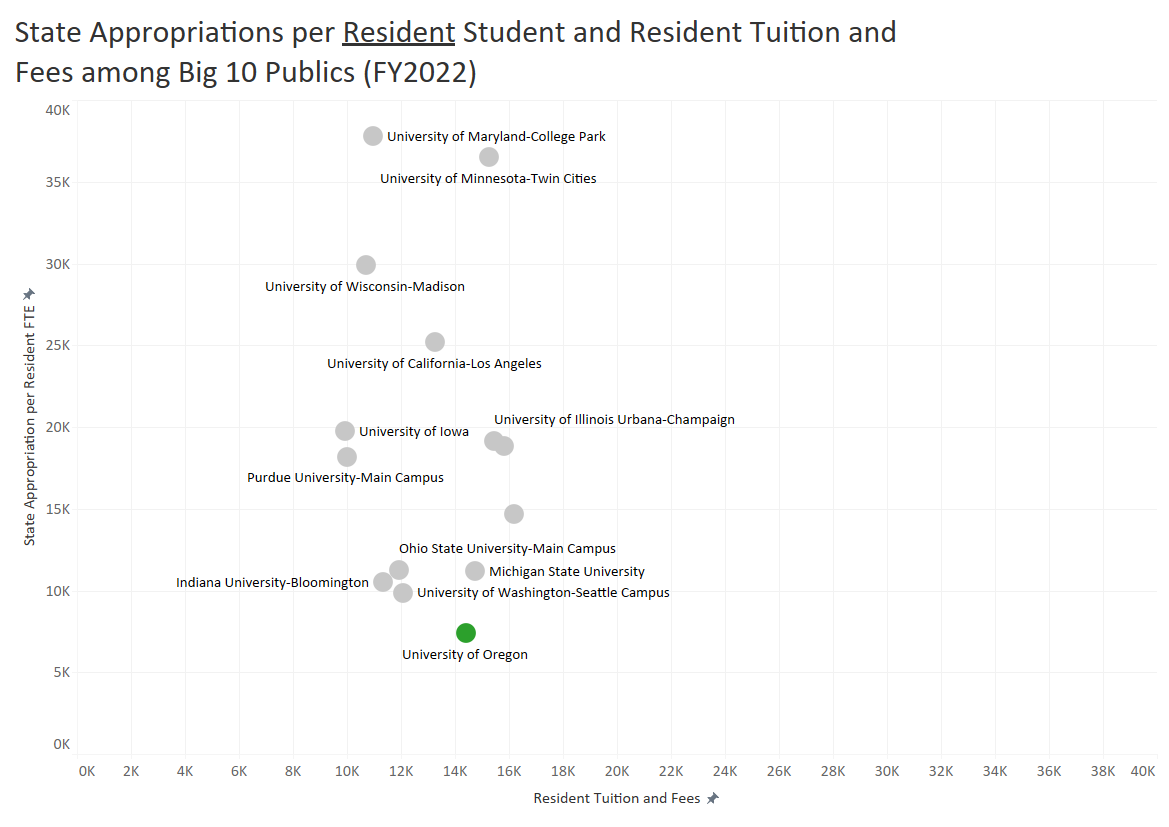 State Appropriations per Resident Student and Resident Tuition and
Fees among Big 10 Publics (FY2022)
40K
University of Maryland-College Park
University of Minnesota-Twin Cities
35K
30K
University of Wisconsin-Madison
State Appropriation per Resident FTE
25K
University of California-Los Angeles
University of Illinois Urbana-Champaign
20K
University of Iowa
Purdue University-Main Campus
15K
Ohio State University-Main Campus
Michigan State University
Indiana University-Bloomington
10K
University of Washington-Seattle Campus
University of Oregon
5K
0K
0K 2K 4K 6K 8K 10K 12K 14K 16K 18K 20K 22K 24K 26K 28K 30K 32K 34K 36K 38K 40K
Resident Tuition and Fees